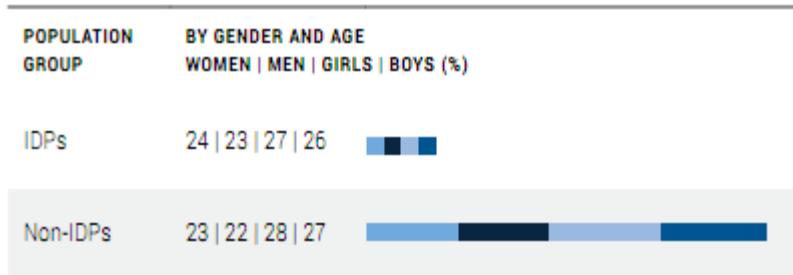 POPULATION GROUP
BY GENDER AND AGE
WOMEN | MEN | GIRLS | BOYS (%)
IDPs
24 | 23 | 27 | 26
Non-IDPs
23 | 22 | 28 | 27